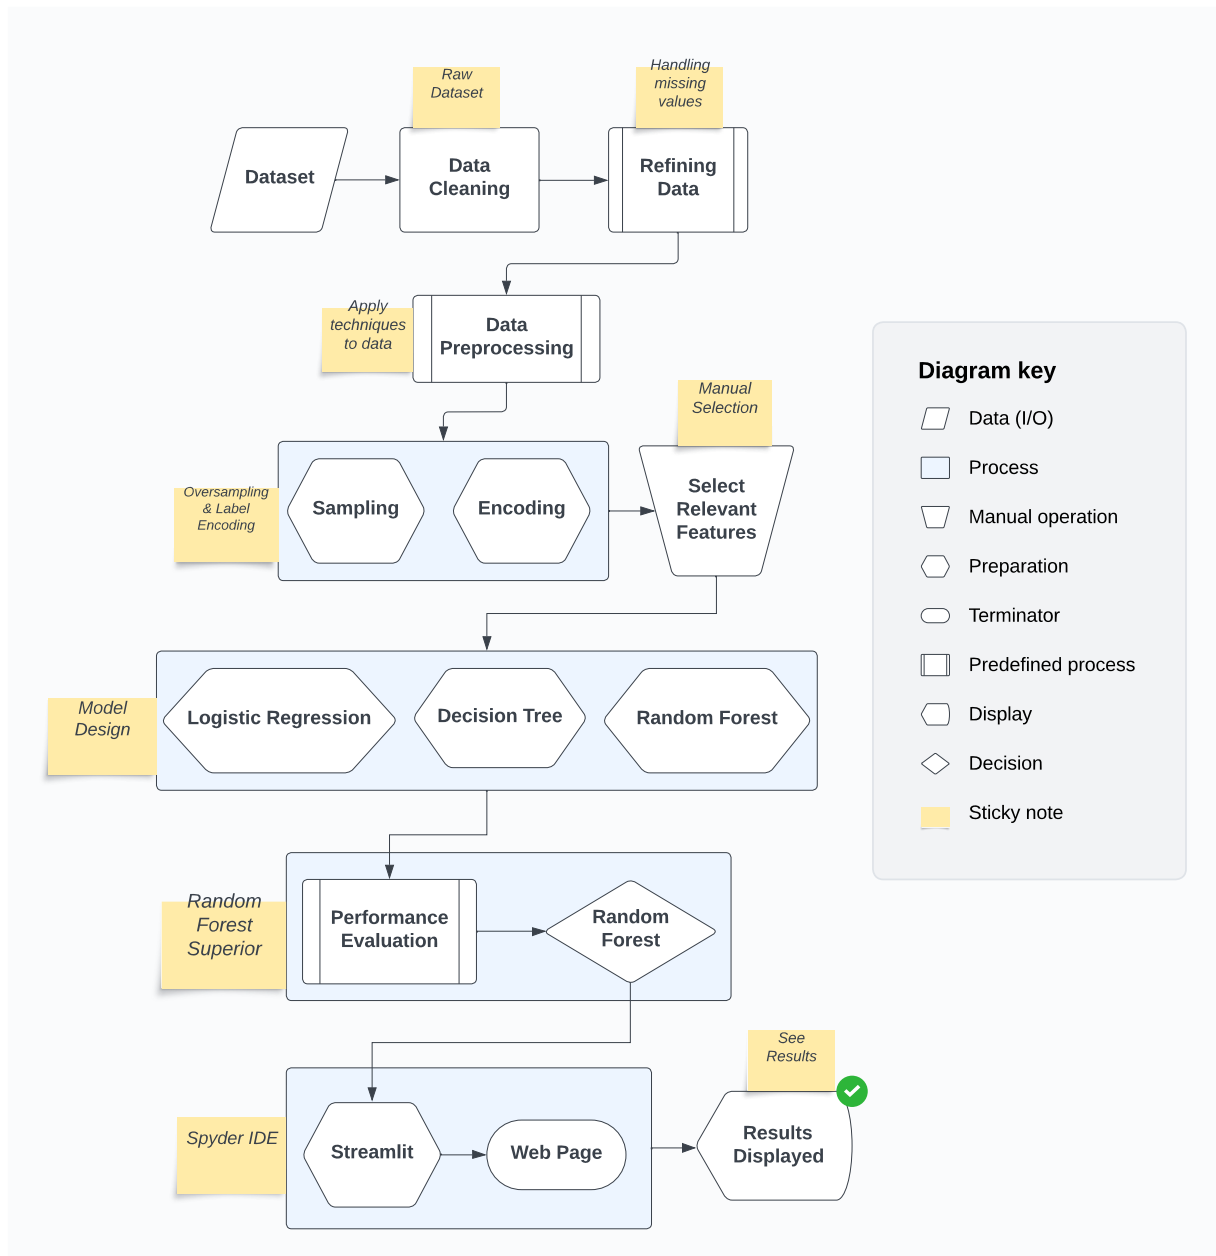 Raw
Dataset
Handling
missing
values
Dataset
Data
Cleaning
Refining
Data
Apply
techniques
to data
Data
Preprocessing
Manual
Selection
Oversampling
& Label
Encoding
Sampling
Encoding
Select
Relevant
Features
Model
Design
Logistic Regression
Decision Tree
Random Forest
Random
Forest
Superior
Performance
Evaluation
Random
Forest
See
Results
Spyder IDE
Streamlit
Web Page
Results
Displayed
Diagram key
Data (I/O)
Process
Manual operation
Preparation
Terminator
Predefined process
Display
Decision
Sticky note